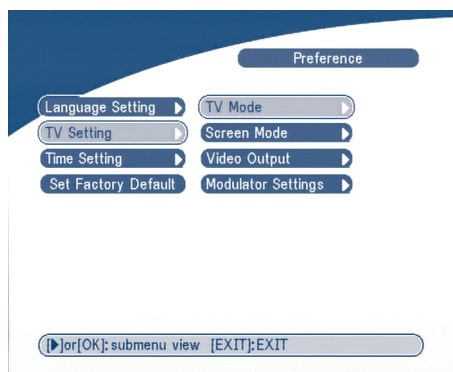 Preference
Language Setting
TV Setting
Time Setting
Set Factory Default
TV Mode
Screen Mode
Video Output
Modulator Settings
[▶]or[OK]: submenu view [EXIT]:EXIT